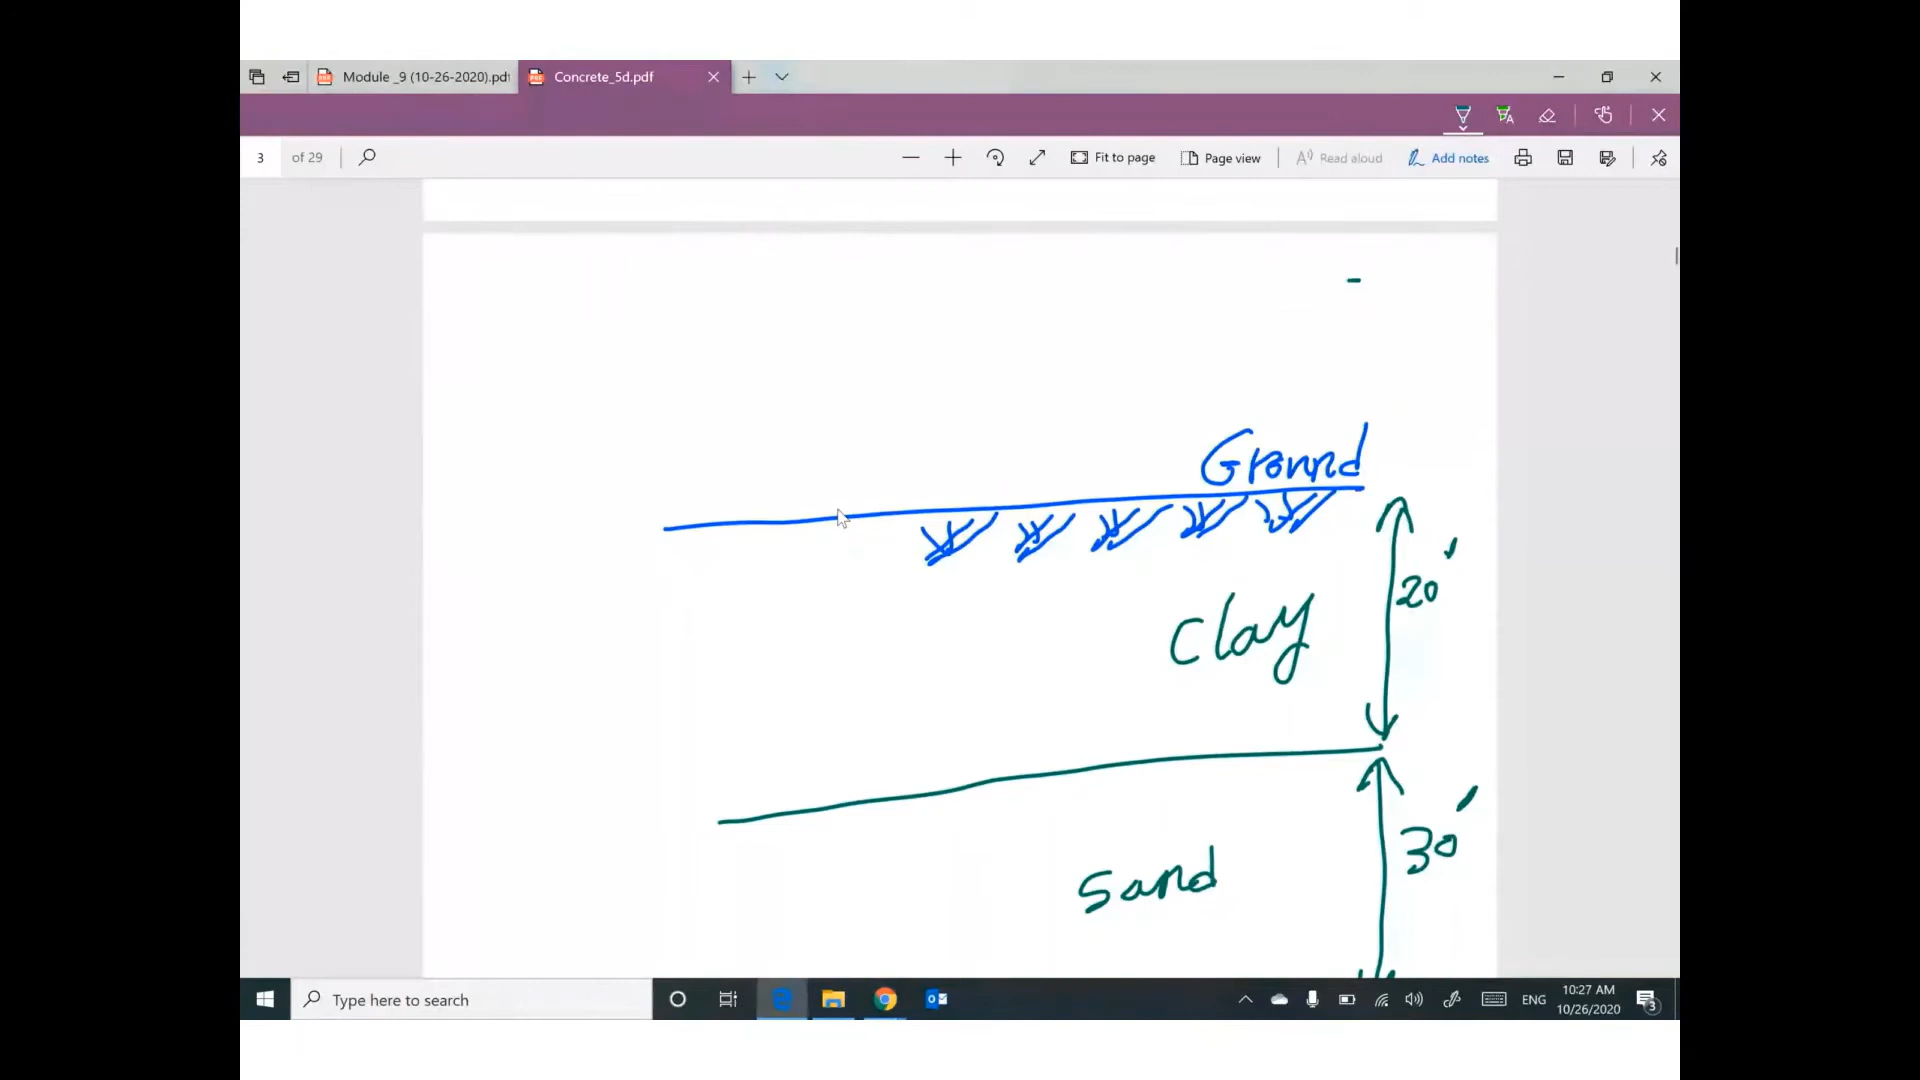 Module _9 (10-26-2020).pdf
Concrete_5d.pdf
3 of 29
Fit to page
Page view
Read aloud
Add notes
Ground
20'
Clay
30'
Sand
Type here to search
ENG
10:27 AM
10/26/2020
3